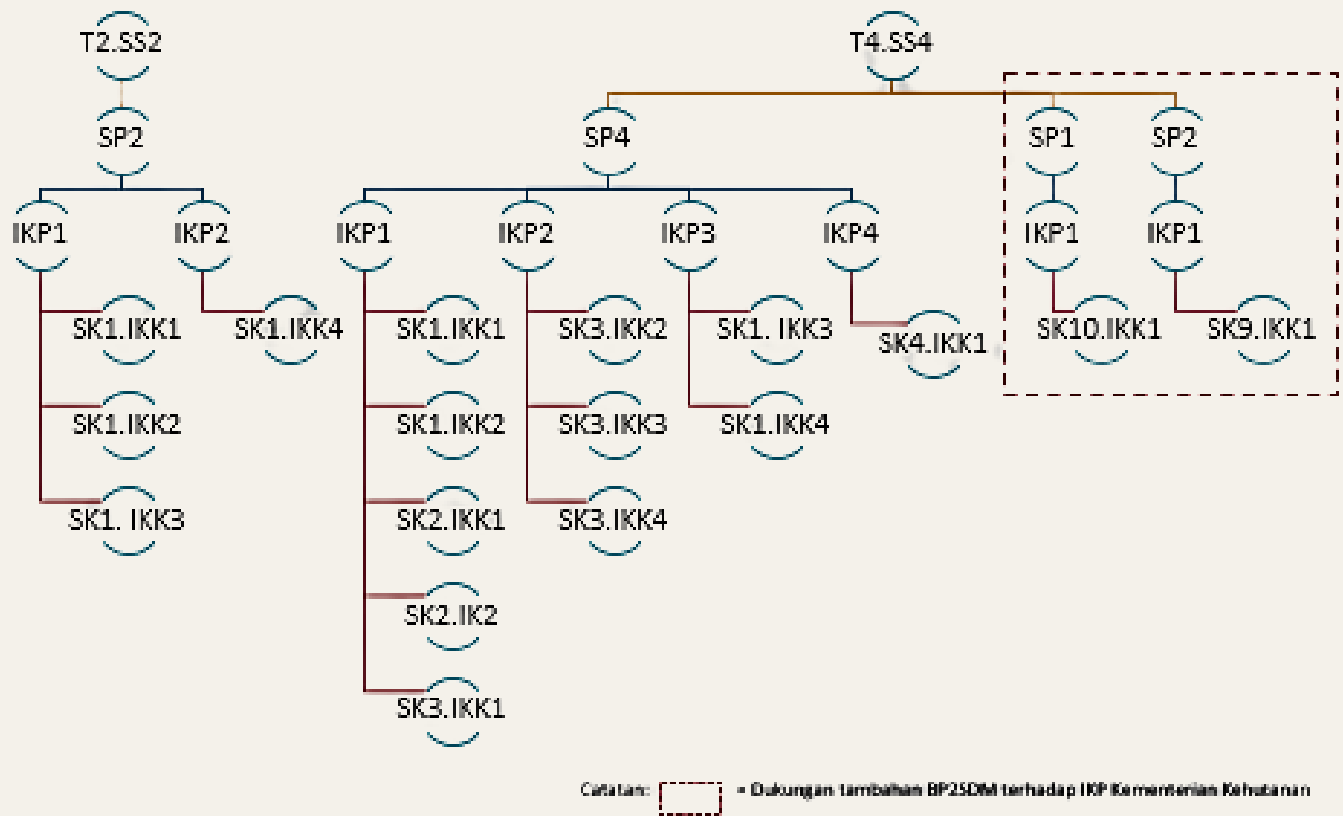 T2.SS2
T4.SS4
SP2
SP4
SP1
SP2
IKP1
IKP2
IKP1
IKP2
IKP3
IKP4
IKP1
IKP1
SK1.IKK1
SK1.IKK4
SK1.IKK1
SK3.IKK2
SK1. IKK3
SK4.IKK1
SK10.IKK1
SK9.IKK1
SK1.IKK2
SK1.IKK2
SK3.IKK3
SK1.IKK4
SK1. IKK3
SK2.IKK1
SK3.IKK4
SK2.IK2
SK3.IKK1
Catatan: = Dukungan tambahan BP2SDM terhadap IKP Kementerian Kehutanan